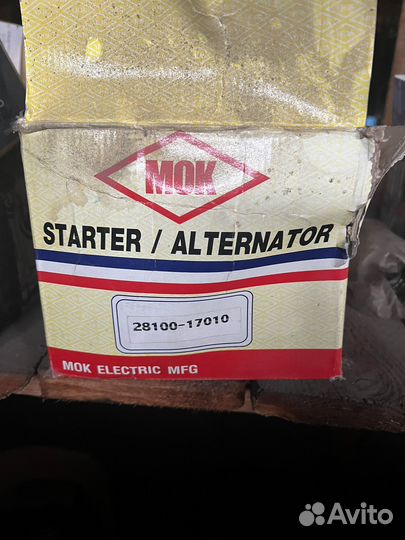 MOK
STARTER / ALTERNATOR
28100-17010
MOK ELECTRIC MFG
Avito